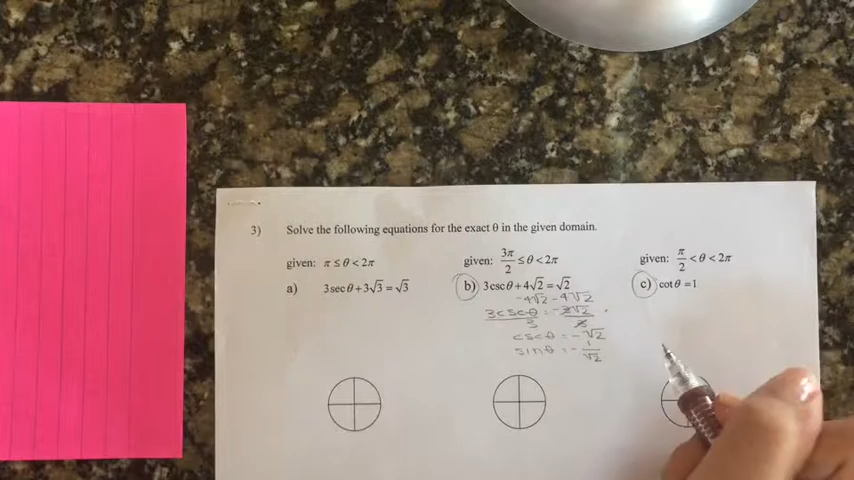 3) Solve the following equations for the exact θ in the given domain.
given: π ≤ θ < 2π
a) 3secθ + 3√3 = √3
given: 3π/2 ≤ θ < 2π
b) 3cscθ + 4√2 = √2
-4√2 -4√2
3cscθ = -3√2
3 3
cscθ = -√2
sinθ = -1/√2
given: π/2 < θ < 2π
c) cotθ = 1